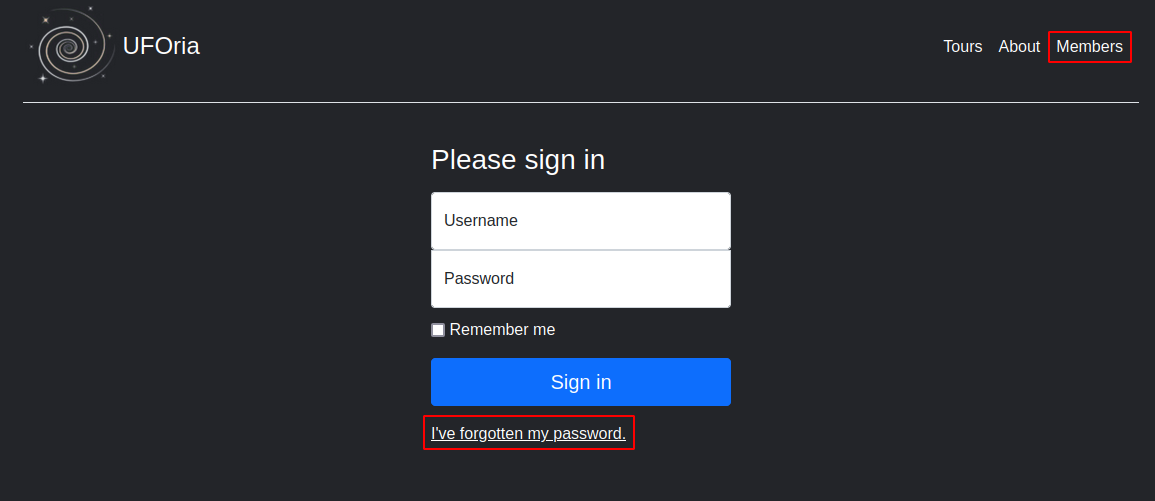 UFOria
Tours About Members
Please sign in
Username
Password
Remember me
Sign in
I've forgotten my password.